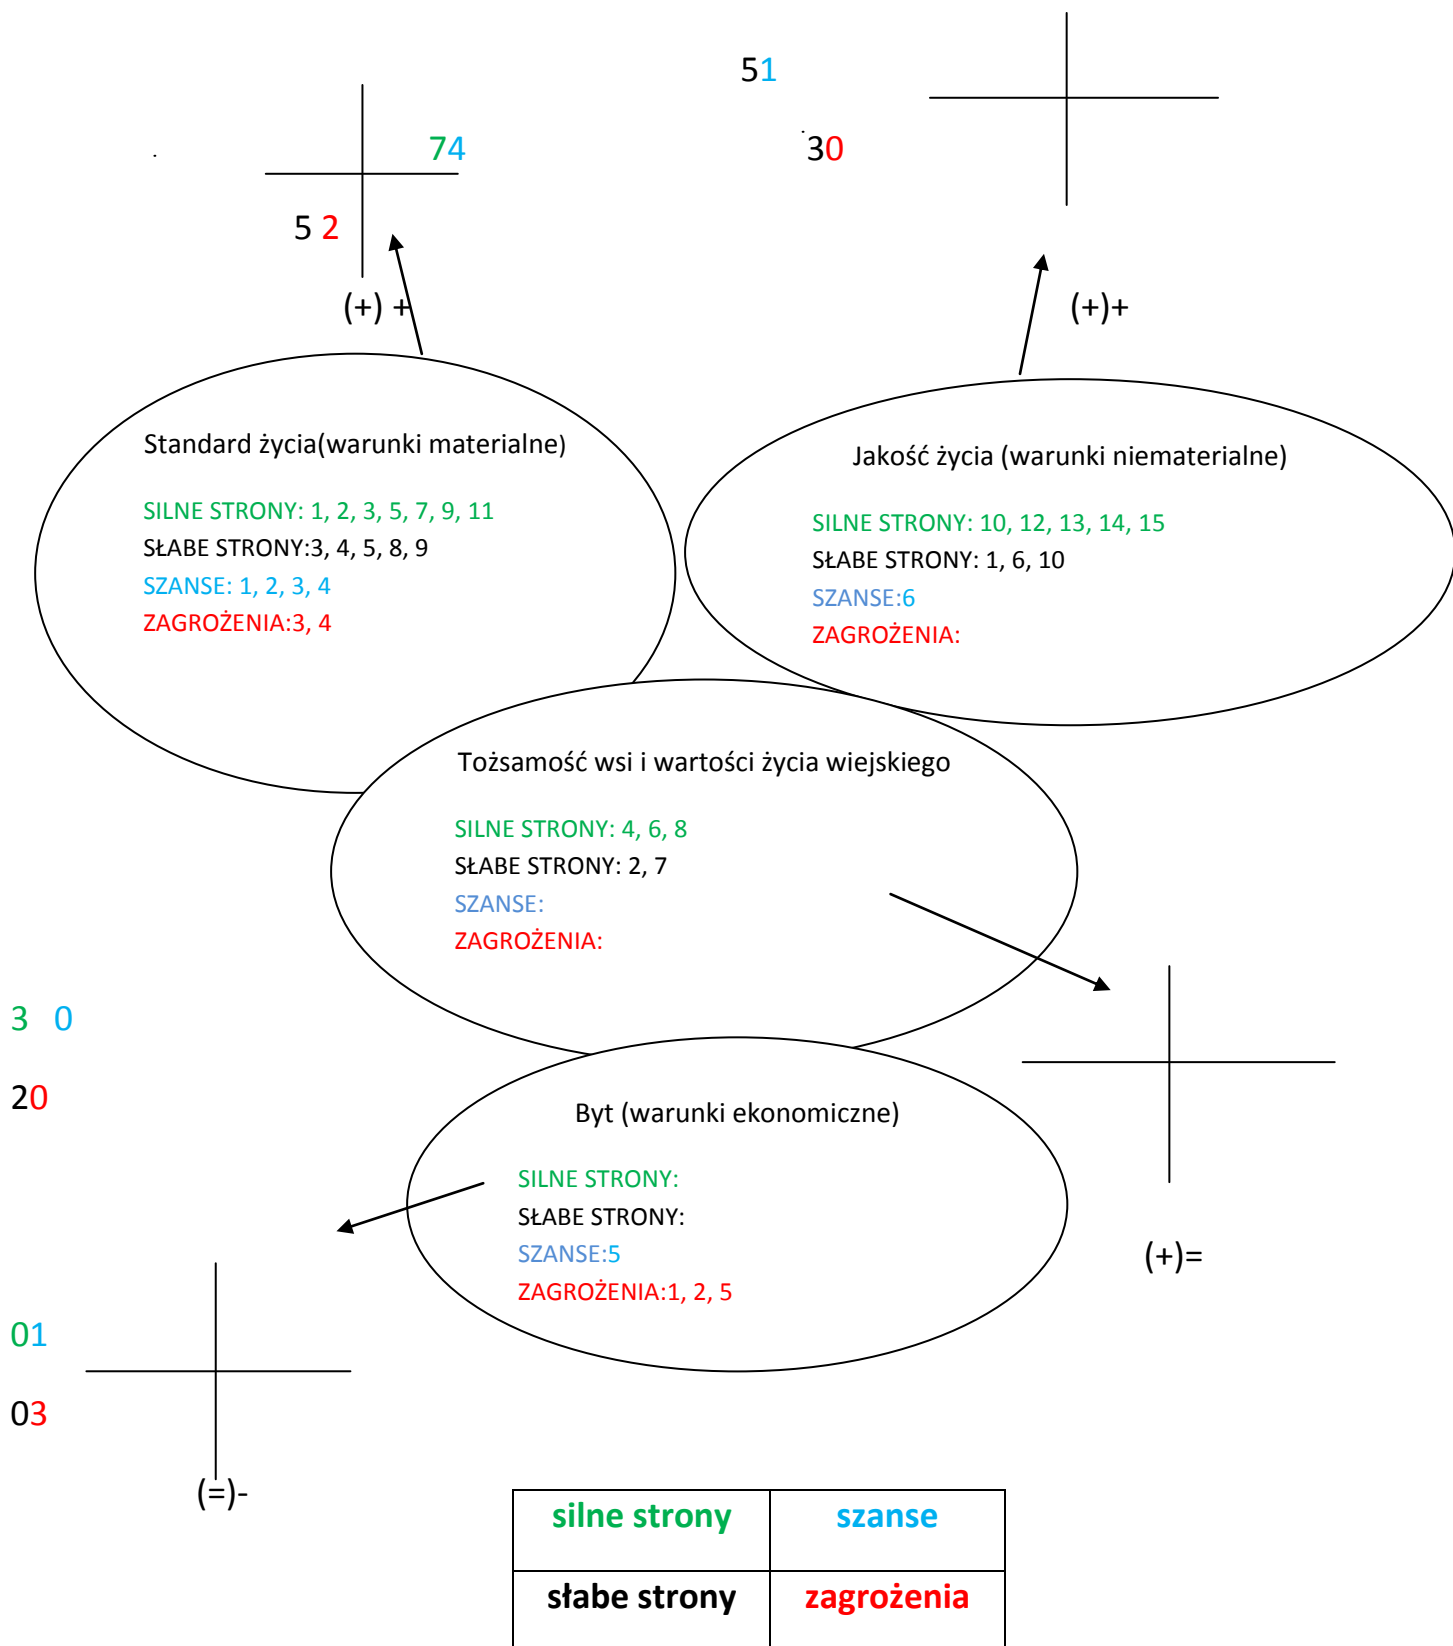 51
74
30
5 2
(+) +
(+)+
Standard życia(warunki materialne)
SILNE STRONY: 1, 2, 3, 5, 7, 9, 11
SŁABE STRONY:3, 4, 5, 8, 9
SZANSE: 1, 2, 3, 4
ZAGROŻENIA:3, 4
Jakość życia (warunki niematerialne)
SILNE STRONY: 10, 12, 13, 14, 15
SŁABE STRONY: 1, 6, 10
SZANSE:6
ZAGROŻENIA:
Tożsamość wsi i wartości życia wiejskiego
SILNE STRONY: 4, 6, 8
SŁABE STRONY: 2, 7
SZANSE:
ZAGROŻENIA:
3 0
20
Byt (warunki ekonomiczne)
SILNE STRONY:
SŁABE STRONY:
SZANSE:5
ZAGROŻENIA:1, 2, 5
(+)=
01
03
(=)-
silne strony szanse
słabe strony zagrożenia